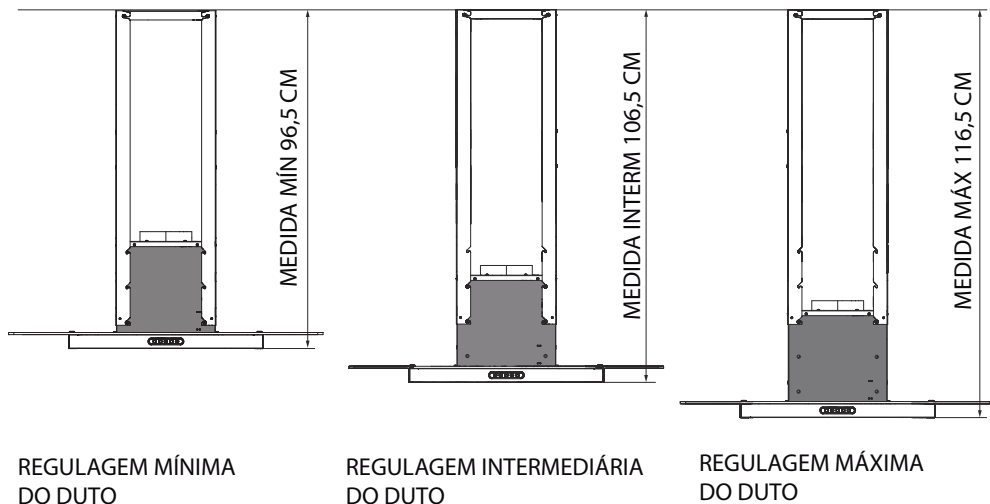 MEDIDA MÍN 96,5 CM
MEDIDA INTERM 106,5 CM
MEDIDA MÁX 116,5 CM
REGULAGEM MÍNIMA
DO DUTO
REGULAGEM INTERMEDIÁRIA
DO DUTO
REGULAGEM MÁXIMA
DO DUTO